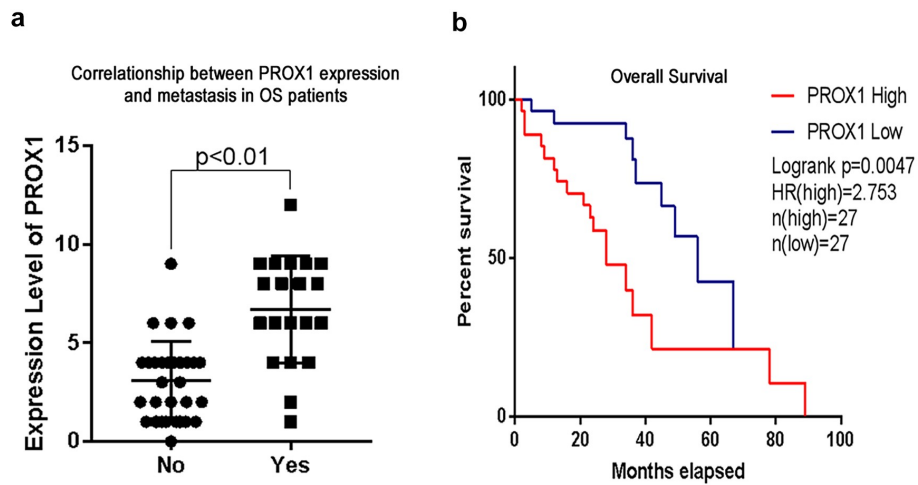 a
Correlationship between PROX1 expression
and metastasis in OS patients
Expression Level of PROX1
15
10
5
0
p<0.01
No
Yes
b
Overall Survival
Percent survival
100
50
0
0
20
40
60
80
100
Months elapsed
PROX1 High
PROX1 Low
Logrank p=0.0047
HR(high)=2.753
n(high)=27
n(low)=27